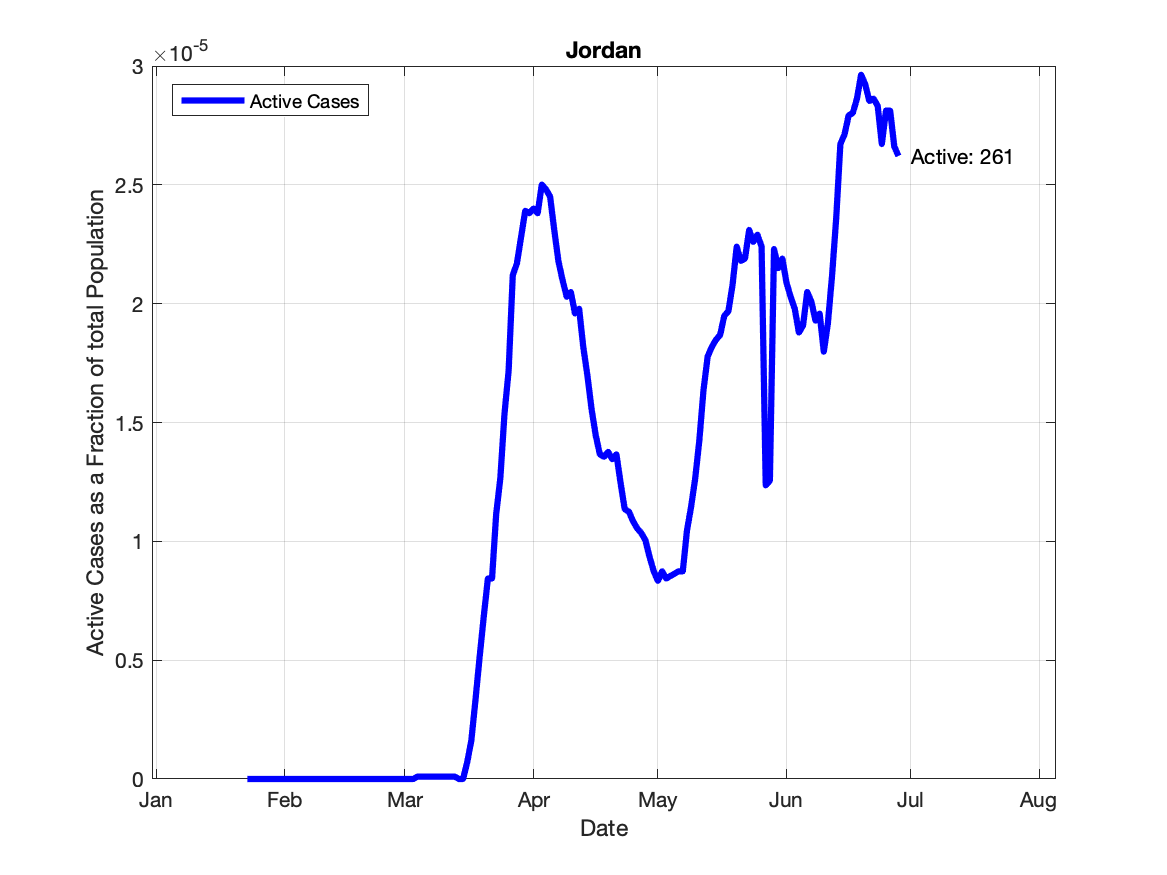 Jordan
×10-5
Active Cases
Active: 261
3
2.5
2
1.5
1
0.5
0
Active Cases as a Fraction of total Population
Jan Feb Mar Apr May Jun Jul Aug
Date